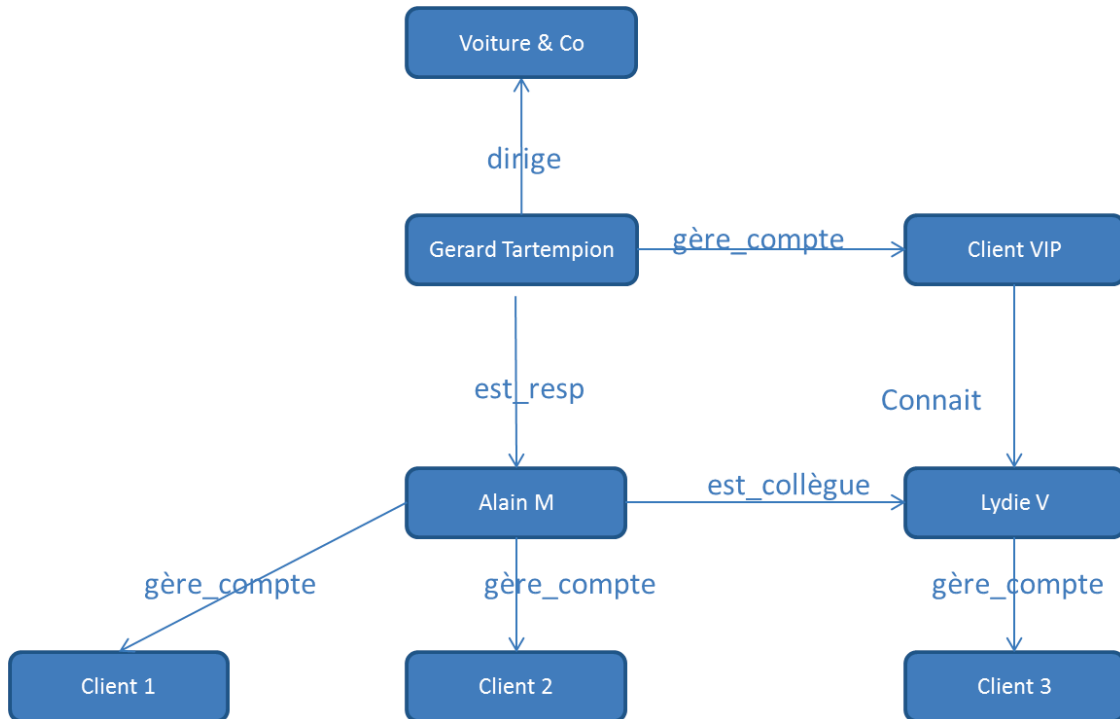 Voiture & Co
dirige
Gerard Tartempion
gère_compte
Client VIP
est_resp
Connait
Alain M
est_collègue
Lydie V
gère_compte
gère_compte
gère_compte
Client 1
Client 2
Client 3